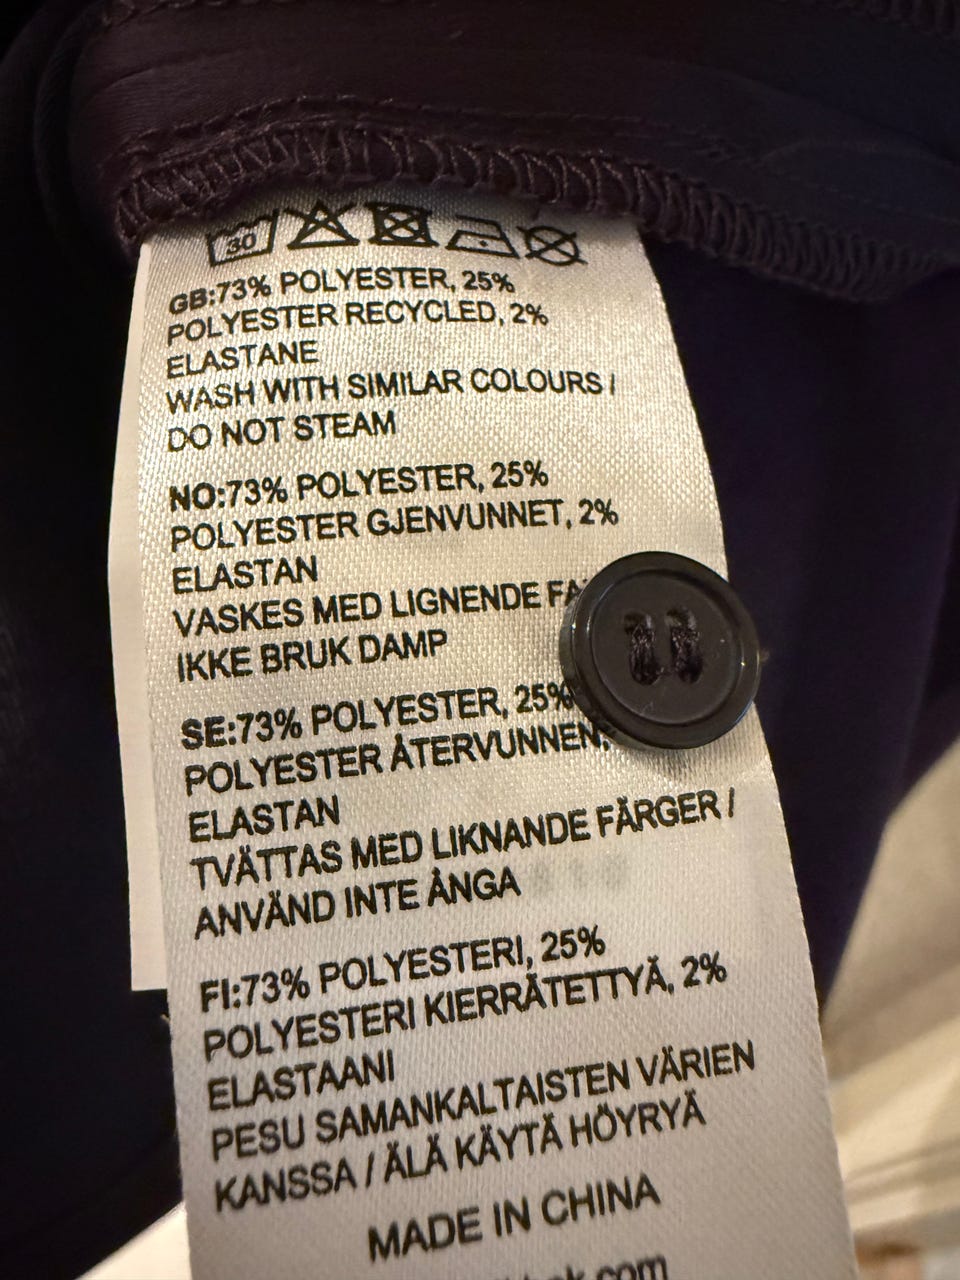 30
GB:73% POLYESTER, 25%
POLYESTER RECYCLED, 2%
ELASTANE
WASH WITH SIMILAR COLOURS /
DO NOT STEAM
NO:73% POLYESTER, 25%
POLYESTER GJENVUNNET, 2%
ELASTAN
VASKES MED LIGNENDE
IKKE BRUK DAMP
SE:73% POLYESTER, 25%
POLYESTER ÅTERVUNNEN,
ELASTAN
TVÄTTAS MED LIKNANDE FÄRGER /
ANVÄND INTE ÅNGA
FI:73% POLYESTERI, 25%
POLYESTERI KIERRÄTETTYÄ, 2%
ELASTAANI
PESU SAMANKALTAISTEN VÄRIEN
KANSSA / ÄLÄ KÄYTÄ HÖYRYÄ
MADE IN CHINA